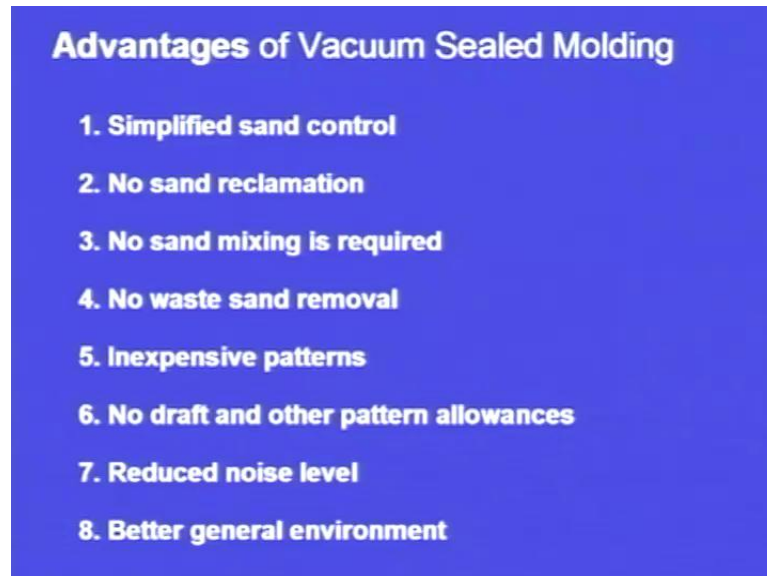 Advantages of Vacuum Sealed Molding
1. Simplified sand control
2. No sand reclamation
3. No sand mixing is required
4. No waste sand removal
5. Inexpensive patterns
6. No draft and other pattern allowances
7. Reduced noise level
8. Better general environment